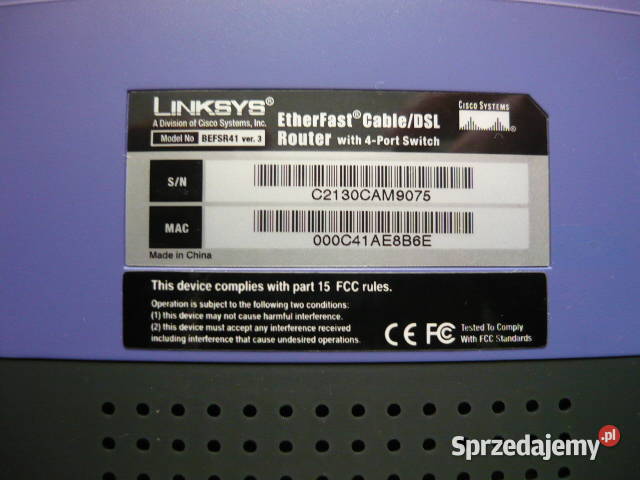 LINKSYS®
A Division of Cisco Systems, Inc.
Model No BEFSR41 ver. 3
EtherFast® Cable/DSL
Router with 4-Port Switch
CISCO SYSTEMS
®
S/N
C2130CAM9075
MAC
000C41AE8B6E
Made in China
This device complies with part 15 FCC rules.
Operation is subject to the following two conditions:
(1) this device may not cause harmful interference.
(2) this device must accept any interference received
including interference that cause undesired operations.
CE FC
Tested To Comply
With FCC Standards
Sprzedajemy.pl